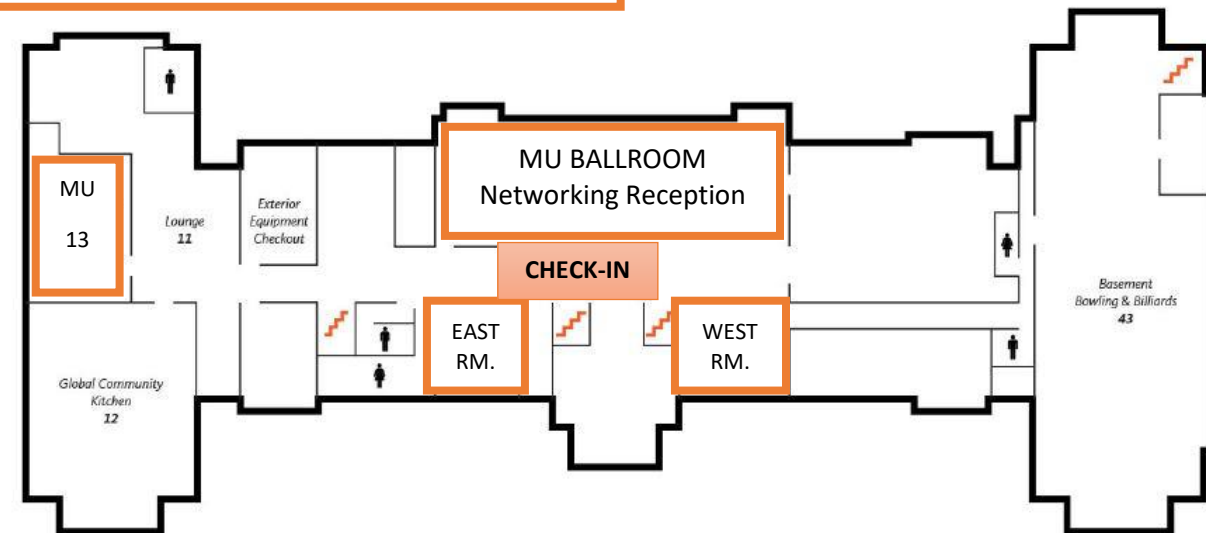 MU BALLROOM
Networking Reception
MU
13
Lounge
11
Exterior
Equipment
Checkout
CHECK-IN
EAST
RM.
WEST
RM.
Basement
Bowling & Billiards
43
Global Community
Kitchen
12